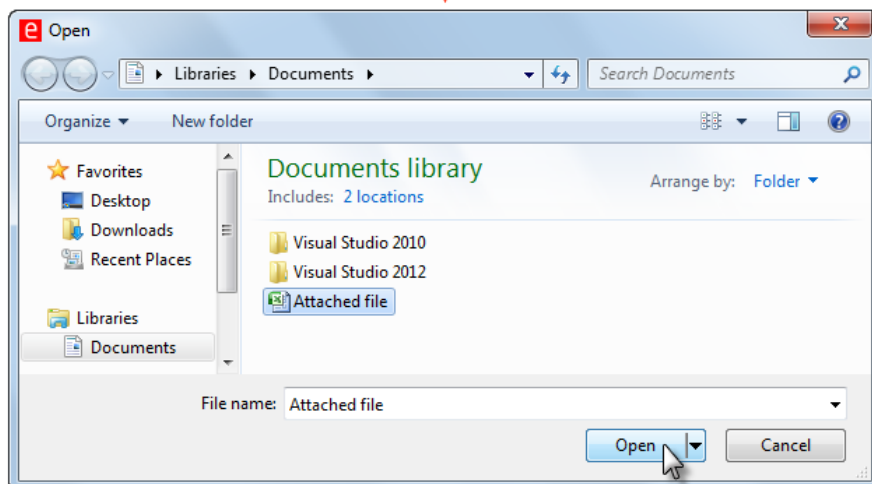 e Open
Libraries Documents
Search Documents
Organize New folder
Favorites
Desktop
Downloads
Recent Places
Libraries
Documents
Documents library
Includes: 2 locations
Arrange by: Folder
Visual Studio 2010
Visual Studio 2012
Attached file
File name: Attached file
Open Cancel